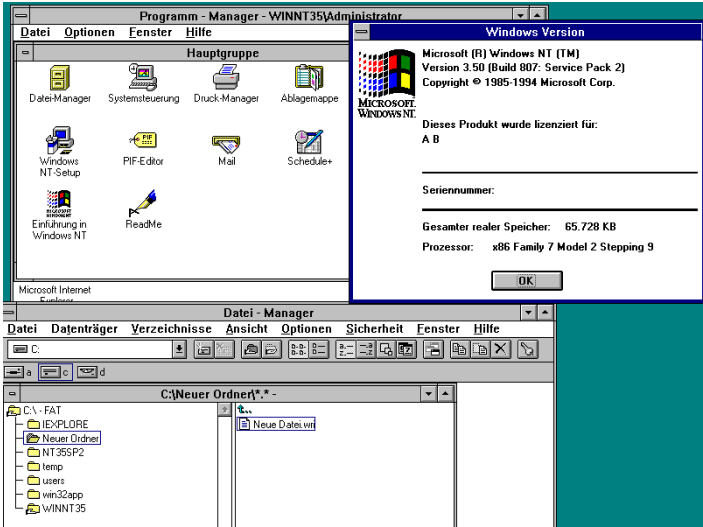 Programm - Manager - WINNT35\Administrator
Datei Optionen Fenster Hilfe
Hauptgruppe
Datei-Manager Systemsteuerung Druck-Manager Ablagemappe
Windows NT-Setup PIF-Editor Mail Schedule+
Einführung in Windows NT ReadMe
Microsoft Internet
Explorer
Windows Version
MICROSOFT.
WINDOWS NT.
Microsoft (R) Windows NT (TM)
Version 3.50 (Build 807: Service Pack 2)
Copyright © 1985-1994 Microsoft Corp.
Dieses Produkt wurde lizenziert für:
A B
Seriennummer:
Gesamter realer Speicher: 65.728 KB
Prozessor: x86 Family 7 Model 2 Stepping 9
OK
Datei - Manager
Datei Datenträger Verzeichnisse Ansicht Optionen Sicherheit Fenster Hilfe
C:
a c d
C:\Neuer Ordner\*.* -
C:\ - FAT
IEXPLORE
Neuer Ordner
NT35SP2
temp
users
win32app
WINNT35
..
Neue Datei.wri